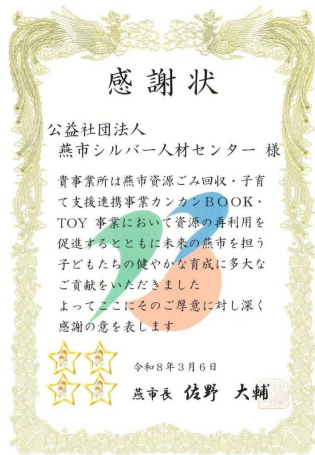 感謝状
公益社団法人
燕市シルバー人材センター 様
貴事業所は燕市資源ごみ回収・子育
て支援連携事業カンカンBOOK・
TOY 事業において資源の再利用を
促進するとともに未来の燕市を担う
子どもたちの健やかな育成に多大な
ご貢献をいただきました
よってここにそのご厚意に対し深く
感謝の意を表します
令和8年3月6日
燕市長 佐野 大輔